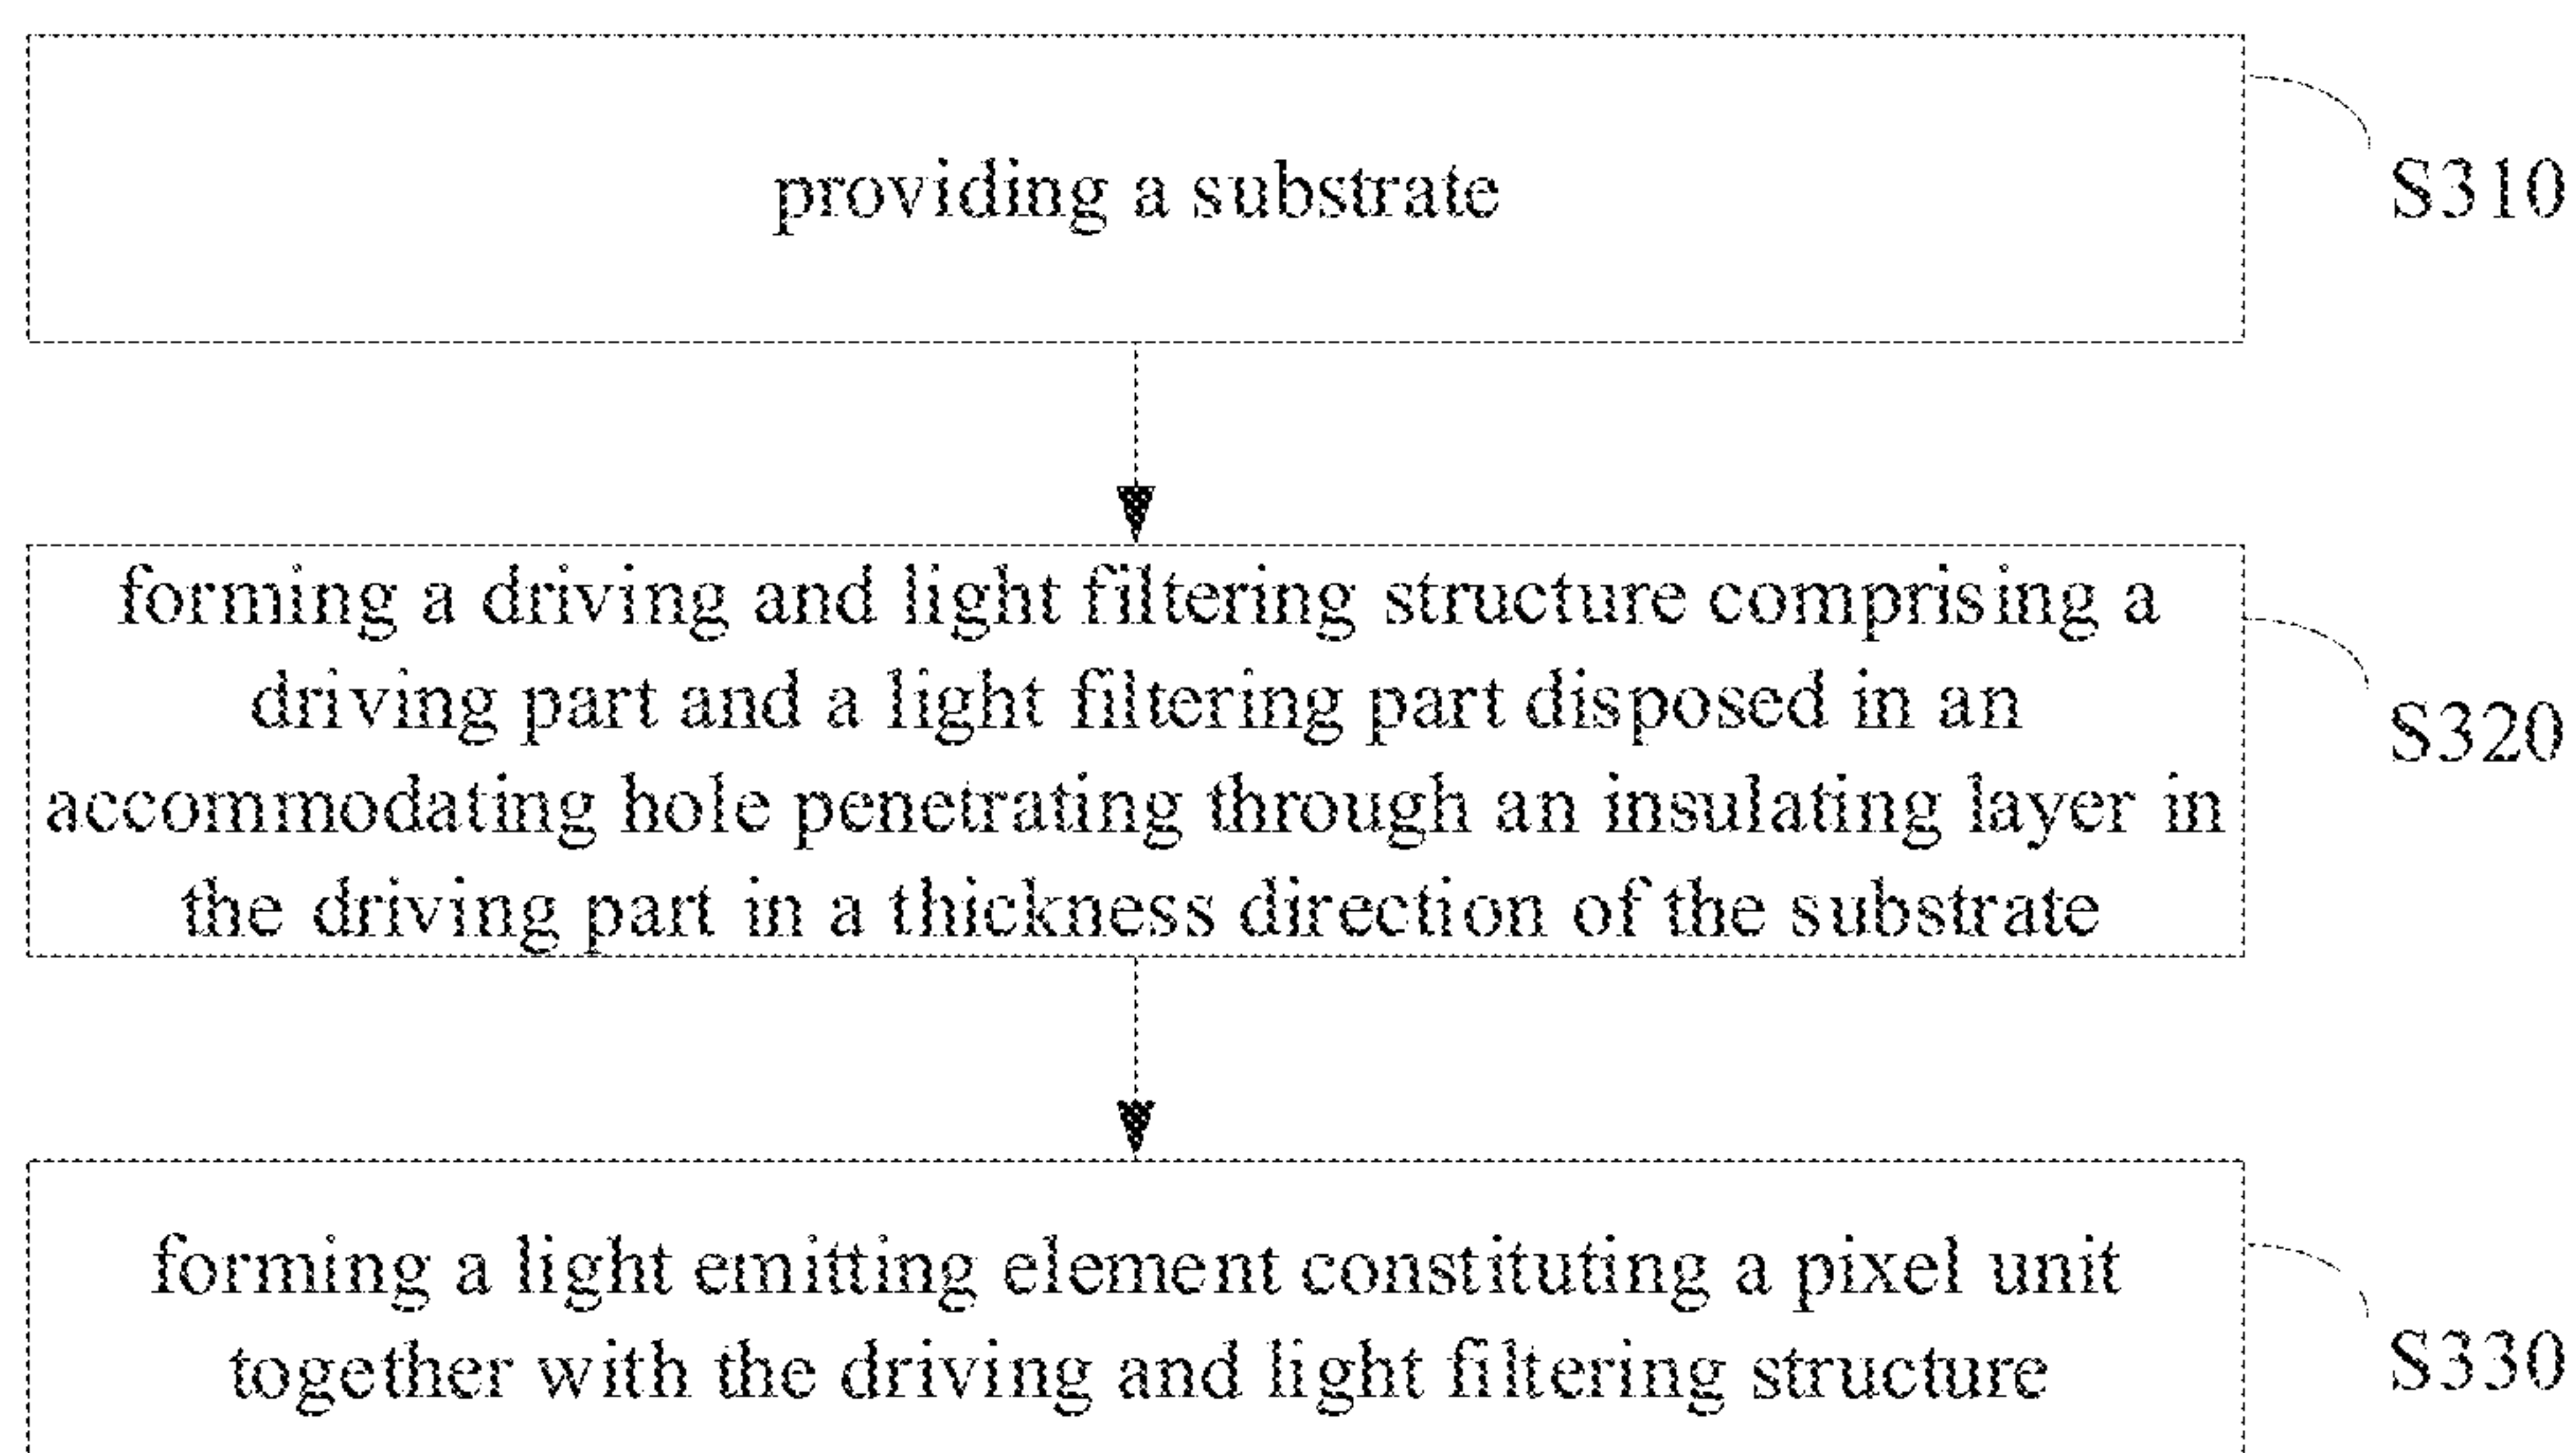 providing a substrate
S310
forming a driving and light filtering structure comprising a
driving part and a light filtering part disposed in an
accommodating hole penetrating through an insulating layer in
the driving part in a thickness direction of the substrate
S320
forming a light emitting element constituting a pixel unit
together with the driving and light filtering structure
S330